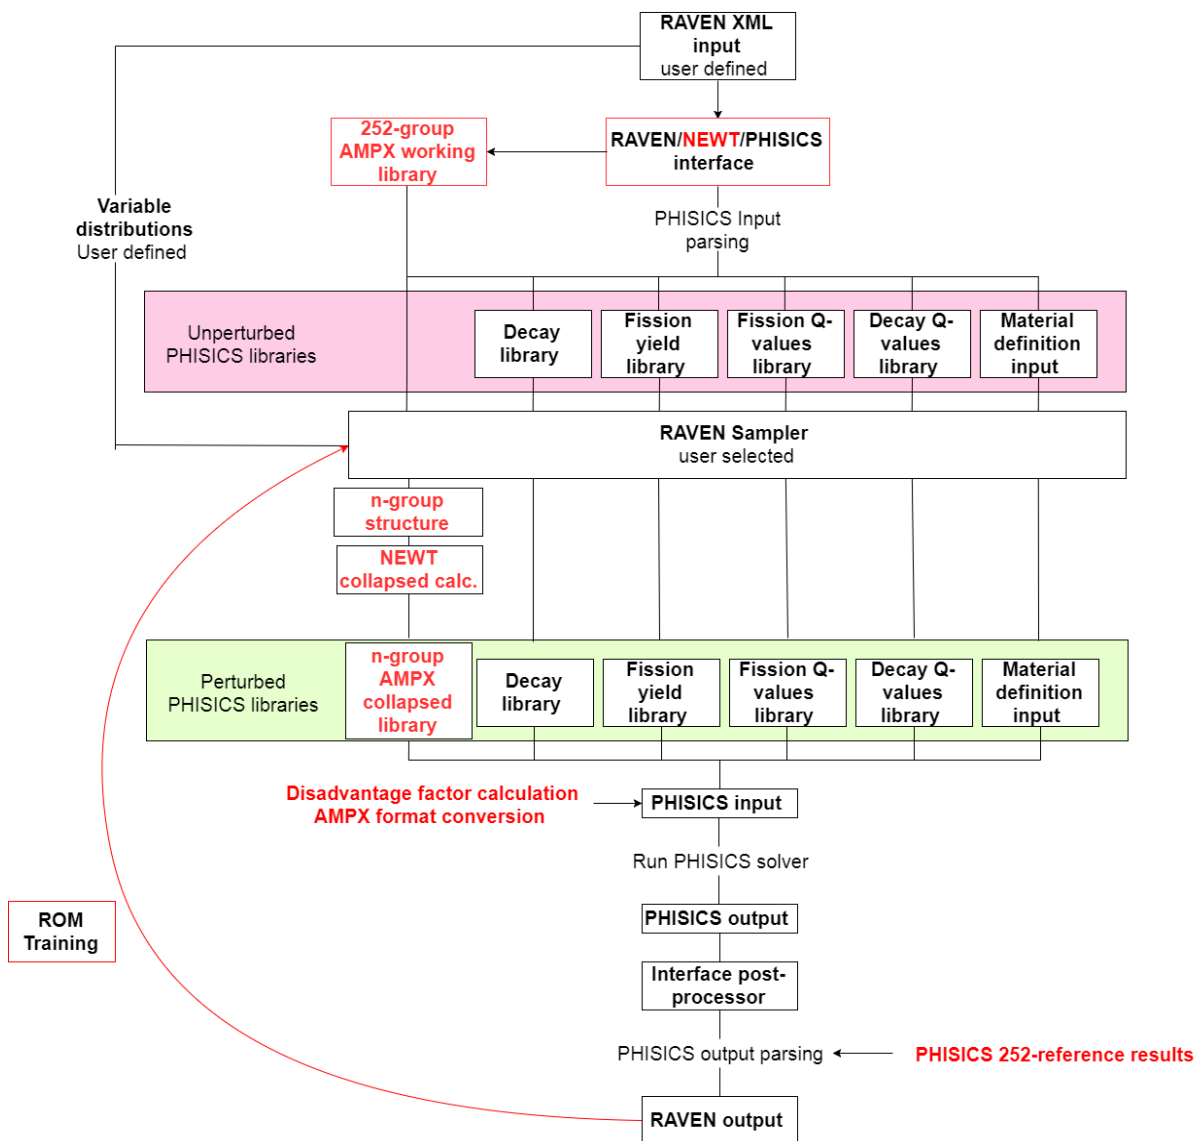 RAVEN XML
input
user defined
252-group
AMPX working
library
RAVEN/NEWT/PHISICS
interface
Variable
distributions
User defined
PHISICS Input
parsing
Unperturbed
PHISICS libraries
Decay
library
Fission
yield
library
Fission Q-
values
library
Decay Q-
values
library
Material
definition
input
RAVEN Sampler
user selected
n-group
structure
NEWT
collapsed calc.
Perturbed
PHISICS libraries
n-group
AMPX
collapsed
library
Decay
library
Fission
yield
library
Fission Q-
values
library
Decay Q-
values
library
Material
definition
input
Disadvantage factor calculation
AMPX format conversion
PHISICS input
Run PHISICS solver
ROM
Training
PHISICS output
Interface post-
processor
PHISICS output parsing
PHISICS 252-reference results
RAVEN output